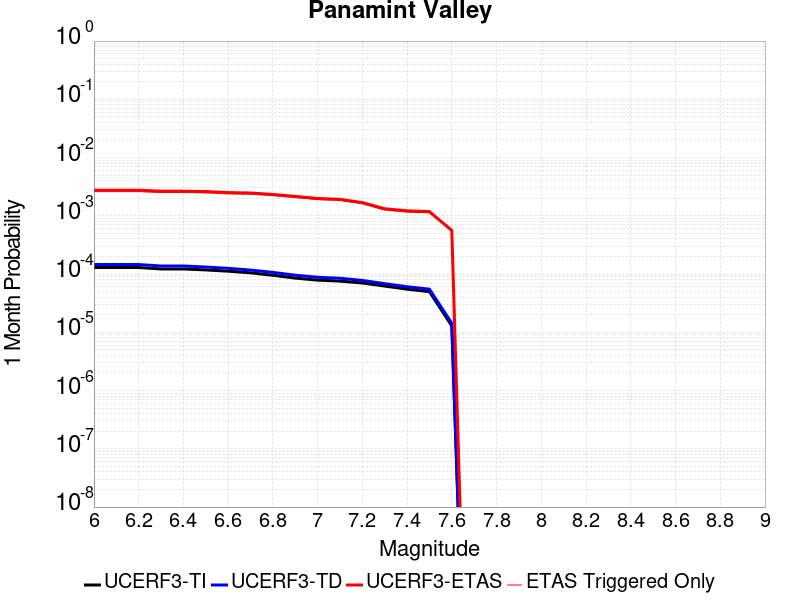 Panamint Valley
1 Month Probability
10^0
10^-1
10^-2
10^-3
10^-4
10^-5
10^-6
10^-7
10^-8
6 6.2 6.4 6.6 6.8 7 7.2 7.4 7.6 7.8 8 8.2 8.4 8.6 8.8 9
Magnitude
UCERF3-TI UCERF3-TD UCERF3-ETAS ETAS Triggered Only